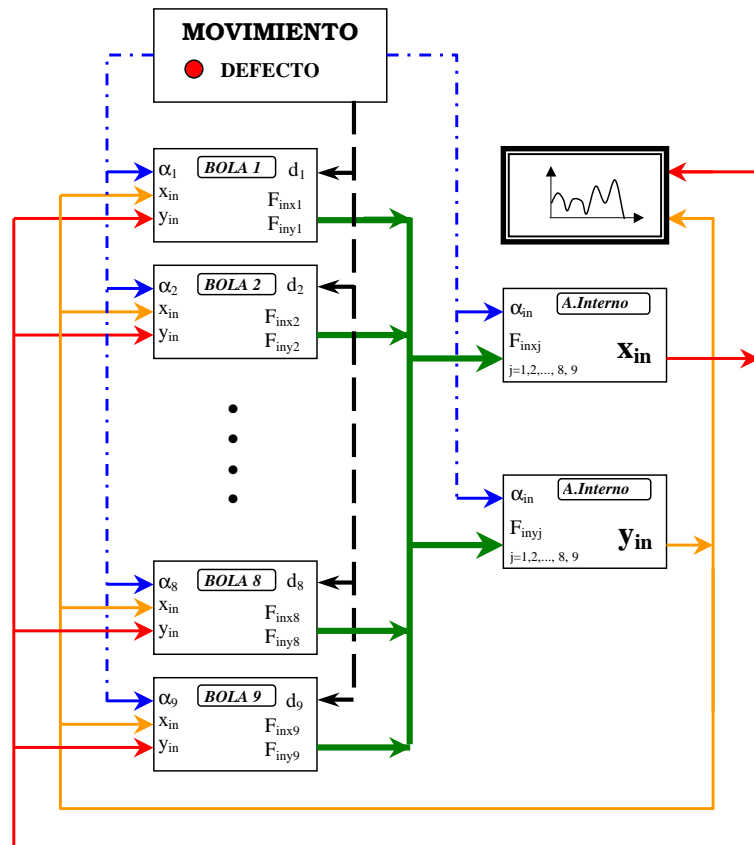 MOVIMIENTO
DEFECTO
α1 BOLA 1 d1
xin
Finx1
yin
Finy1
α2 BOLA 2 d2
xin
Finx2
yin
Finy2
α8 BOLA 8 d8
xin
Finx8
yin
Finy8
α9 BOLA 9 d9
xin
Finx9
yin
Finy9
A.Interno
αin
Finxj
xin
j=1,2,..., 8, 9
A.Interno
αin
Finyj
yin
j=1,2,..., 8, 9